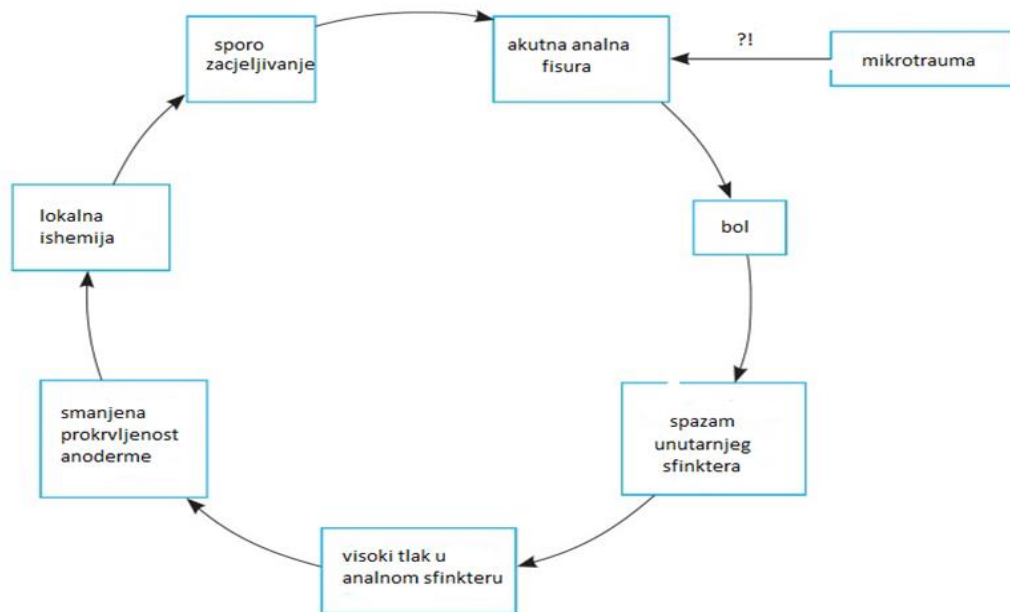 sporo
zacjeljivanje
akutna analna
fisura
?!
mikrotrauma
bol
spazam
unutarnjeg
sfinktera
visoki tlak u
analnom sfinkteru
smanjena
prokrvljenost
anoderme
lokalna
ishemija